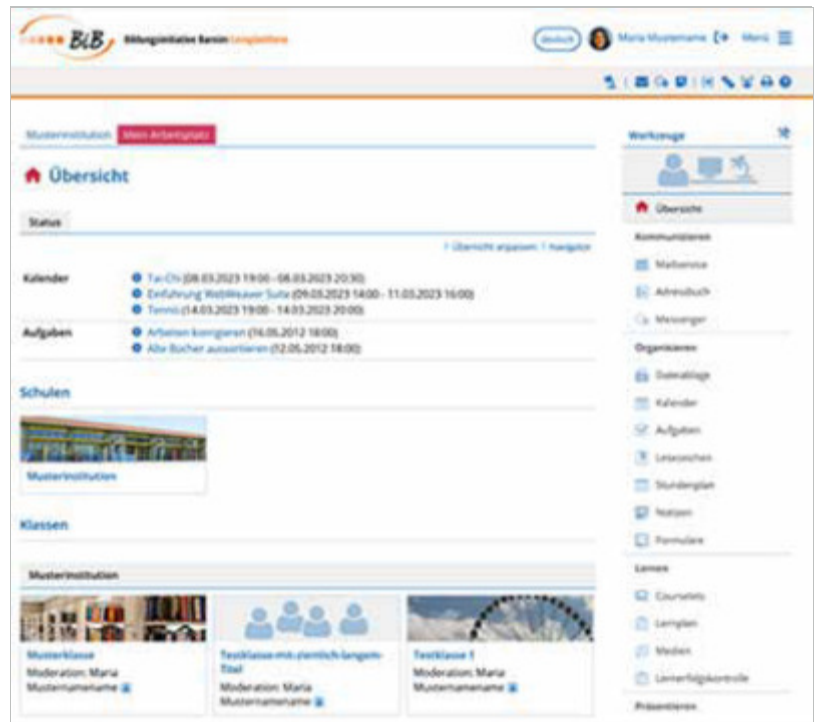 BiB Bildungsinitiative Barnim Lernplattform
deutsch Maria Mustername Menü
Musterinstitution Mein Arbeitsplatz
Übersicht
Status
Übersicht anpassen navigator
Kalender Tai-Chi (08.03.2023 19:00 - 08.03.2023 20:30)
Einführung WebWeaver Suite (09.03.2023 14:00 - 11.03.2023 16:00)
Tennis (14.03.2023 19:00 - 14.03.2023 20:00)
Aufgaben Arbeiten korrigieren (16.05.2012 18:00)
Alte Bücher aussortieren (12.05.2012 18:00)
Schulen
Musterinstitution
Klassen
Musterinstitution
Musterklasse
Moderation: Maria
Musternamename
Testklasse-mit-ziemlich-langem-
Titel
Moderation: Maria
Musternamename
Testklasse 1
Moderation: Maria
Musternamename
Werkzeuge
Übersicht
Kommunizieren
Mailservice
Adressbuch
Messenger
Organisieren
Dateiablage
Kalender
Aufgaben
Lesezeichen
Stundenplan
Notizen
Formulare
Lernen
Courselets
Lernplan
Medien
Lernerfolgskontrolle
Präsentieren